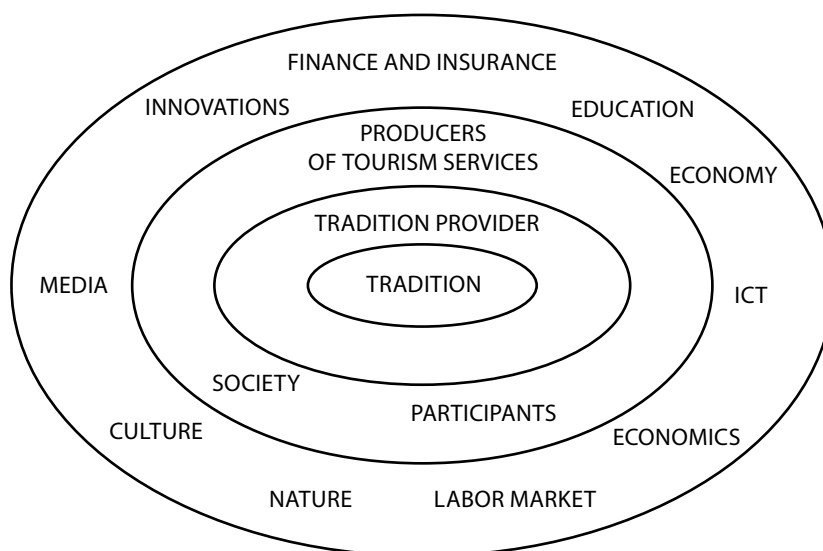 FINANCE AND INSURANCE
INNOVATIONS
EDUCATION
PRODUCERS
OF TOURISM SERVICES
ECONOMY
TRADITION PROVIDER
MEDIA
TRADITION
ICT
SOCIETY
PARTICIPANTS
CULTURE
ECONOMICS
NATURE
LABOR MARKET